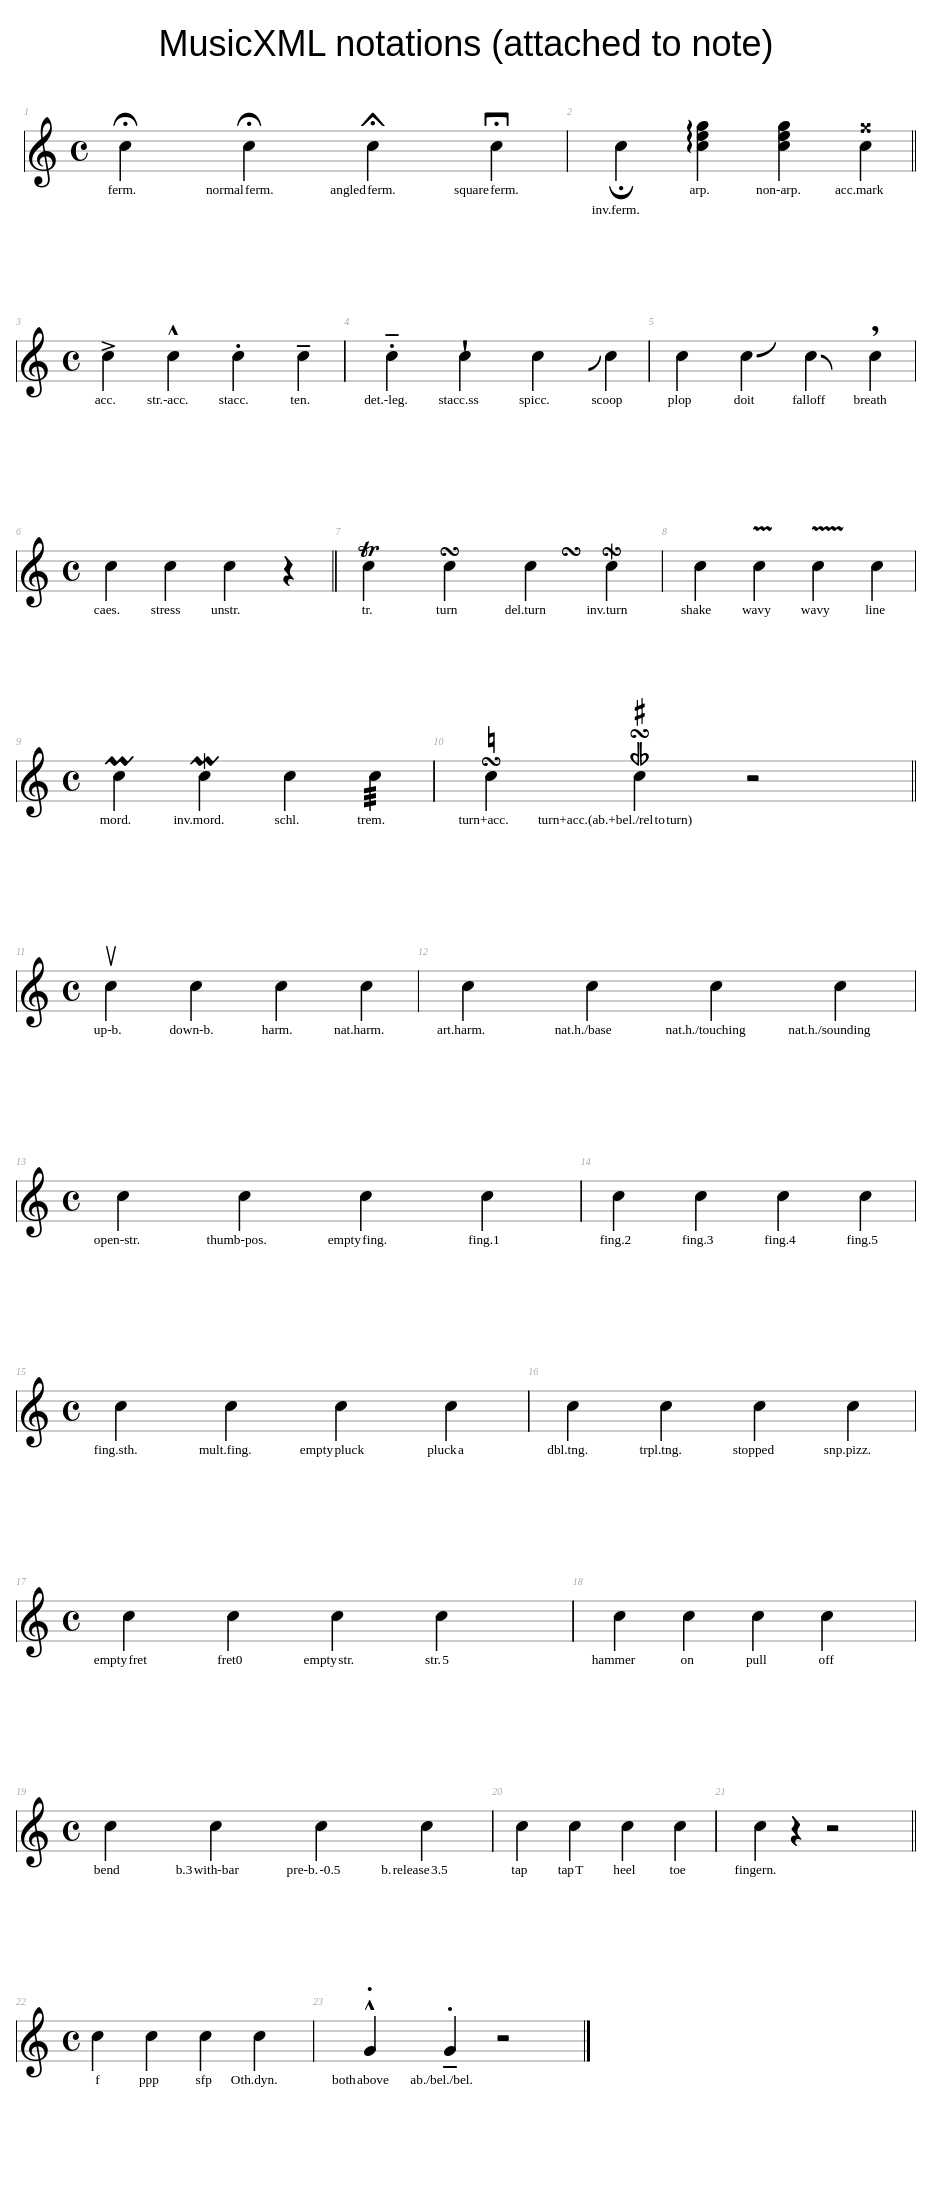 MusicXML notations (attached to note)
1 2
ferm. normal ferm. angled ferm. square ferm. inv.ferm. arp. non-arp. acc.mark
3 4 5
acc. str.-acc. stacc. ten. det.-leg. stacc.ss spicc. scoop plop doit falloff breath
6 7 8
caes. stress unstr. tr. turn del.turn inv.turn shake wavy wavy line
9 10
mord. inv.mord. schl. trem. turn+acc. turn+acc.(ab.+bel./rel to turn)
11 12
up-b. down-b. harm. nat.harm. art.harm. nat.h./base nat.h./touching nat.h./sounding
13 14
open-str. thumb-pos. empty fing. fing.1 fing.2 fing.3 fing.4 fing.5
15 16
fing.sth. mult.fing. empty pluck pluck a dbl.tng. trpl.tng. stopped snp.pizz.
17 18
empty fret fret0 empty str. str. 5 hammer on pull off
19 20 21
bend b.3 with-bar pre-b. -0.5 b. release 3.5 tap tap T heel toe fingern.
22 23
f ppp sfp Oth.dyn. both above ab./bel./bel.